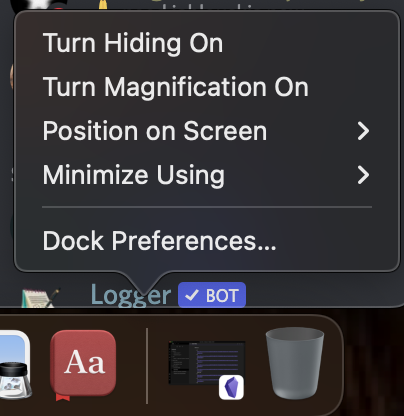 Turn Hiding On
Turn Magnification On
Position on Screen
Minimize Using
Dock Preferences...
Logger BOT
Aa